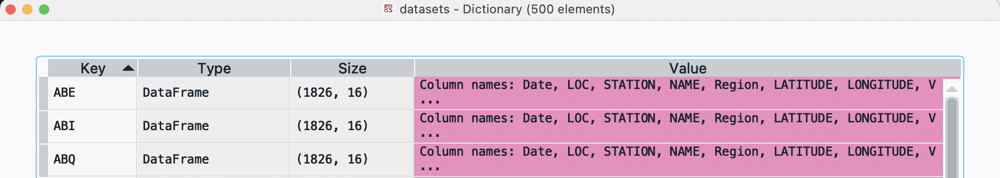 datasets - Dictionary (500 elements)
Key Type Size Value
ABE DataFrame (1826, 16) Column names: Date, LOC, STATION, NAME, Region, LATITUDE, LONGITUDE, V
...
ABI DataFrame (1826, 16) Column names: Date, LOC, STATION, NAME, Region, LATITUDE, LONGITUDE, V
...
ABQ DataFrame (1826, 16) Column names: Date, LOC, STATION, NAME, Region, LATITUDE, LONGITUDE, V
...